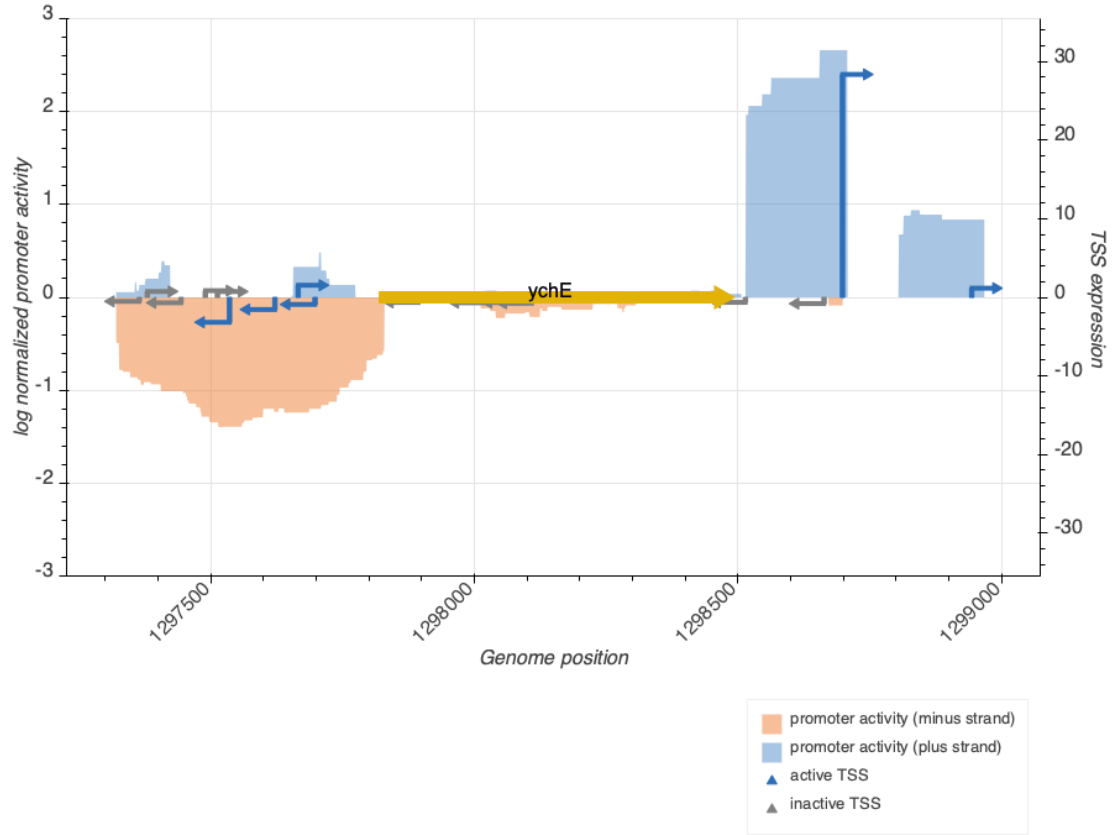 3
2
1
0
-1
-2
-3
log normalized promoter activity
30
20
10
0
-10
-20
-30
TSS expression
ychE
1297500
1298000
1298500
1299000
Genome position
promoter activity (minus strand)
promoter activity (plus strand)
active TSS
inactive TSS